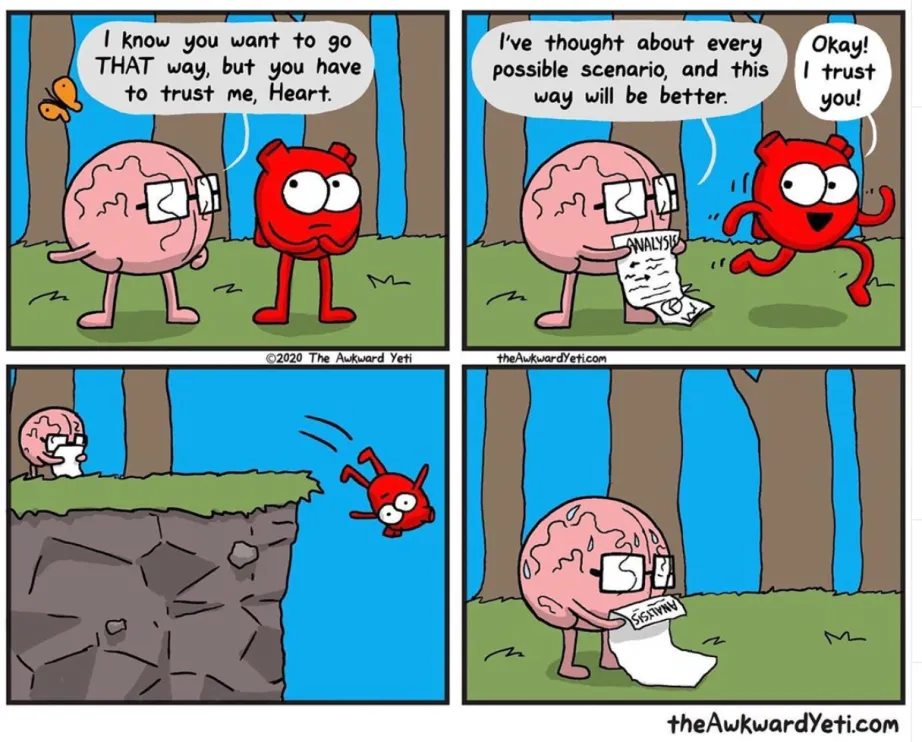 I know you want to go
THAT way, but you have
to trust me, Heart.
I've thought about every
possible scenario, and this
way will be better.
Okay!
I trust
you!
ANALYSIS
©2020 The Awkward Yeti
theAwkwardYeti.com
ANALYSIS
theAwkwardYeti.com